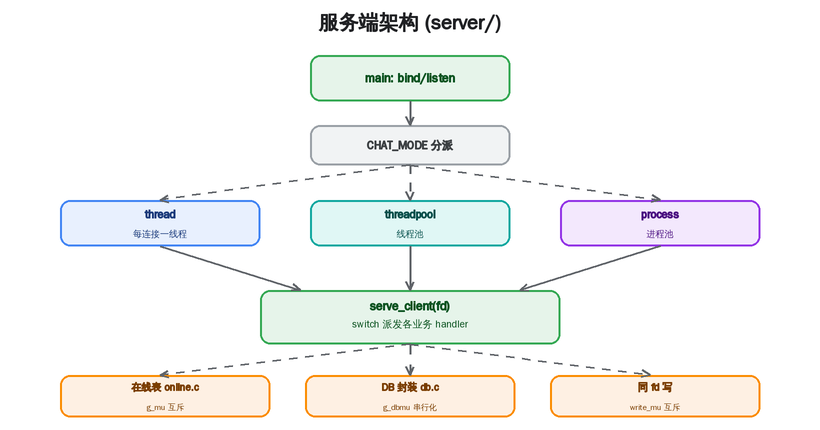 服务端架构 (server/)
main: bind/listen
CHAT_MODE 分派
thread
每连接一线程
threadpool
线程池
process
进程池
serve_client(fd)
switch 派发各业务 handler
在线表 online.c
g_mu 互斥
DB 封装 db.c
g_dbmu 串行化
同 fd 写
write_mu 互斥